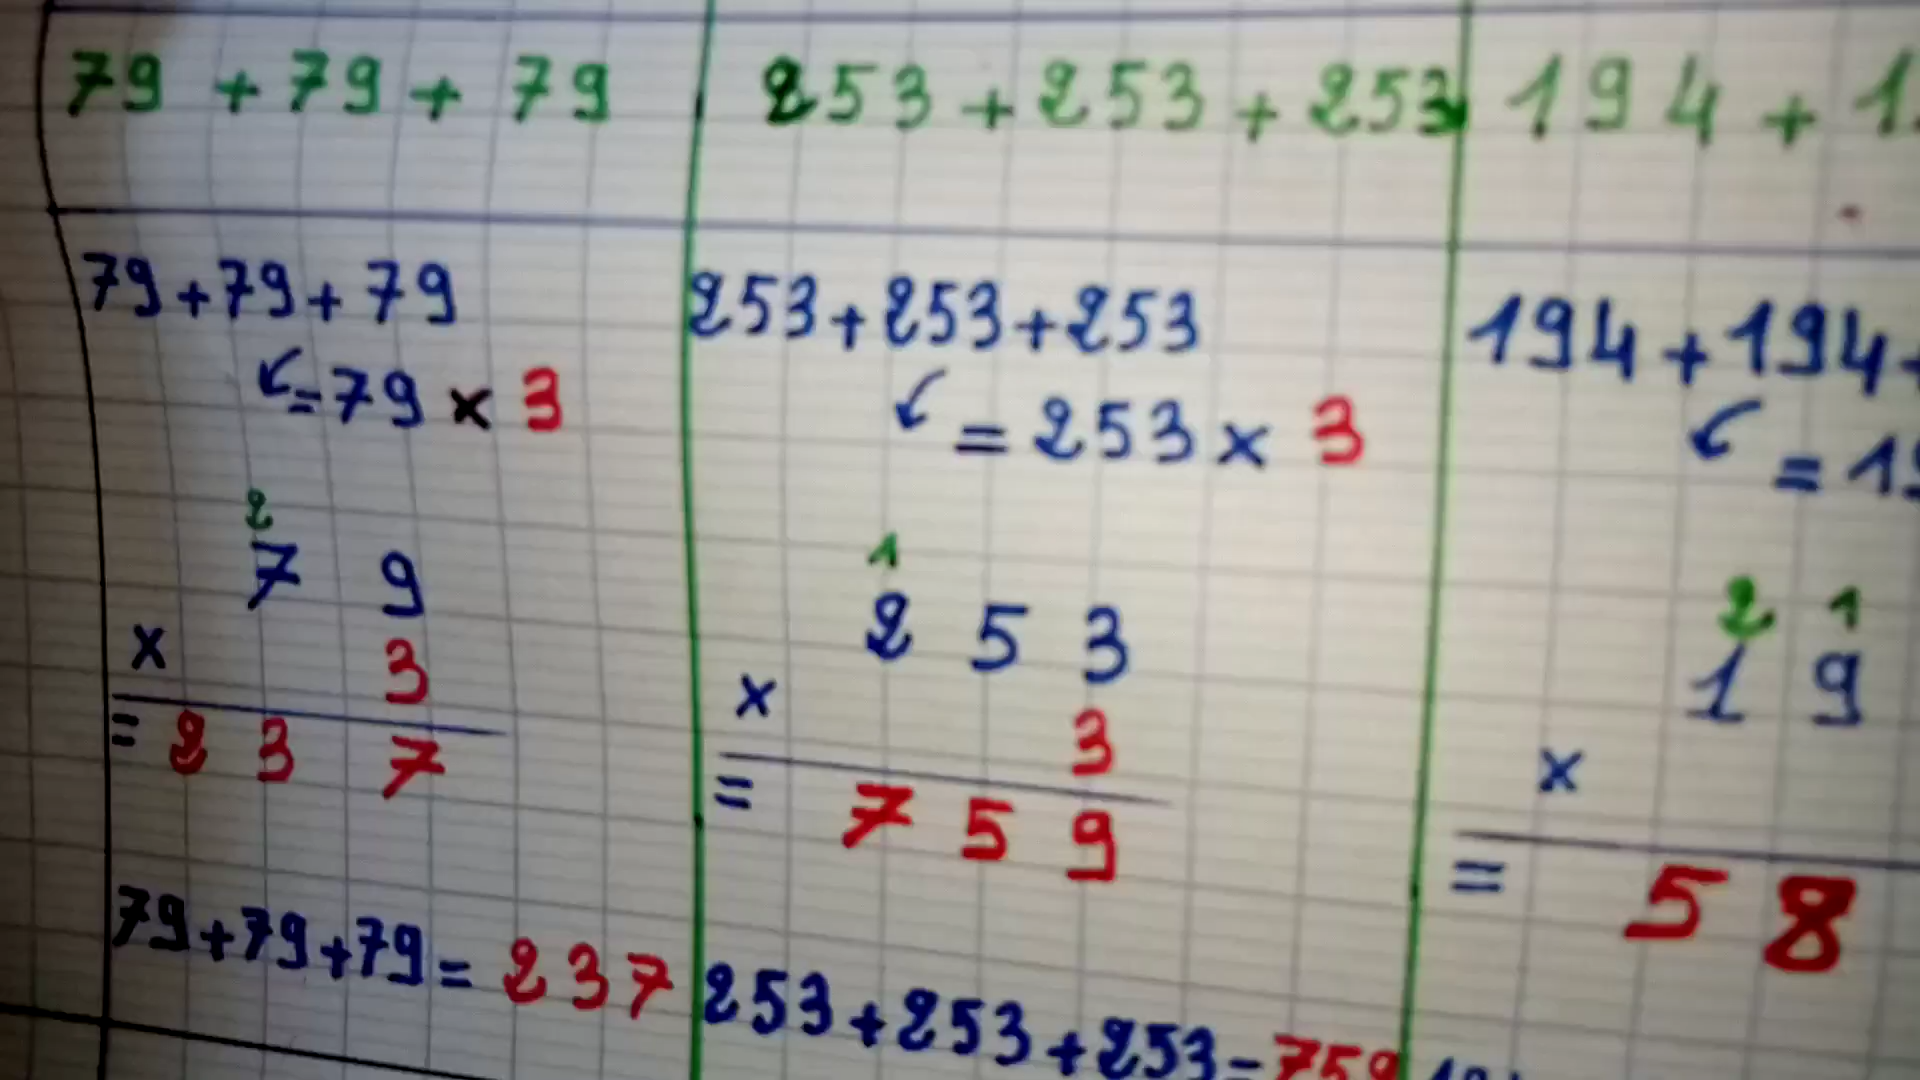 79 + 79 + 79
253 + 253 + 253
194 + 1
79+79+79
= 79 × 3
2
7 9
×
3
= 2 3 7
79+79+79= 237
253+253+253
= 253 × 3
1
2 5 3
×
3
= 7 5 9
253+253+253=759
194+194+
= 19
2 1
1 9
×
= 5 8